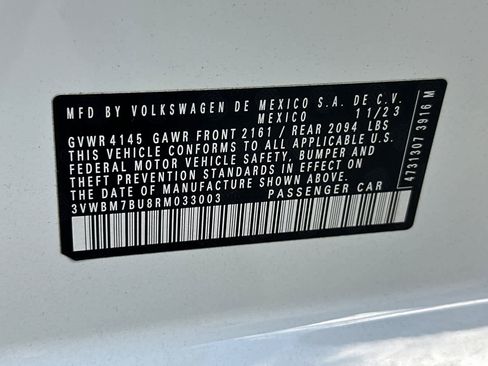 MFD BY VOLKSWAGEN DE MEXICO S.A. DE C.V.
MEXICO 11/23
GVWR 4145 GAWR FRONT 2161 / REAR 2094 LBS
THIS VEHICLE CONFORMS TO ALL APPLICABLE U.S.
FEDERAL MOTOR VEHICLE SAFETY, BUMPER AND
THEFT PREVENTION STANDARDS IN EFFECT ON
THE DATE OF MANUFACTURE SHOWN ABOVE.
3VWBM7BU8RM033003 PASSENGER CAR
4731307 3916 M